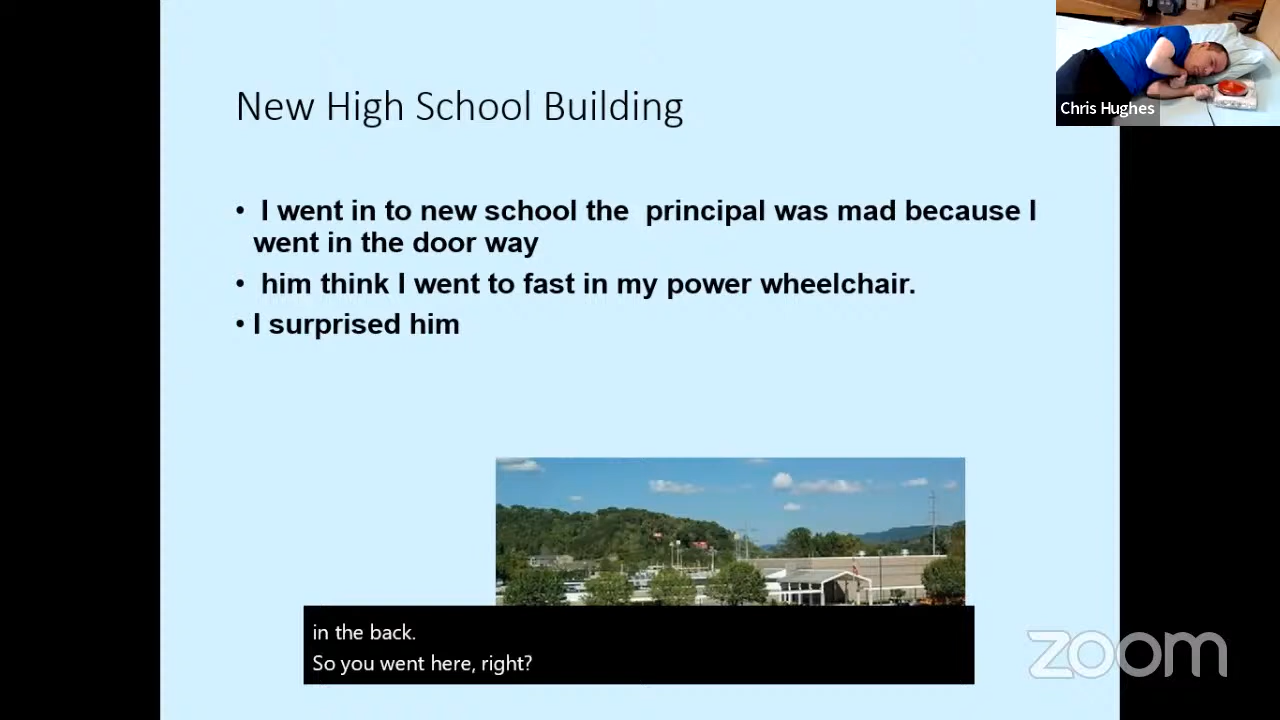 Chris Hughes
New High School Building
• I went in to new school the principal was mad because I
went in the door way
• him think I went to fast in my power wheelchair.
• I surprised him
in the back.
So you went here, right?
zoom